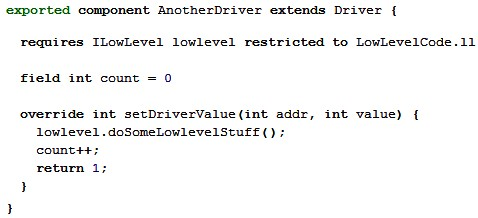 exported component AnotherDriver extends Driver {
requires ILowLevel lowlevel restricted to LowLevelCode.ll
field int count = 0
override int setDriverValue(int addr, int value) {
lowlevel.doSomeLowlevelStuff();
count++;
return 1;
}
}